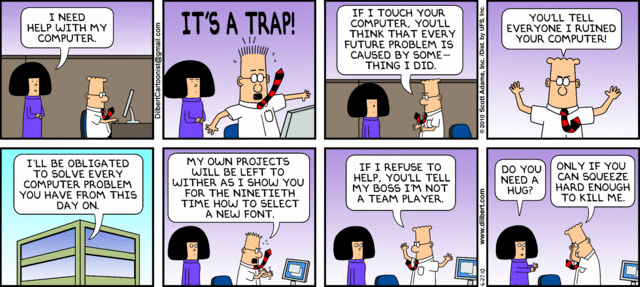 I NEED
HELP WITH MY
COMPUTER.
DilbertCartoonist@gmail.com
IT'S A TRAP!
IF I TOUCH YOUR
COMPUTER, YOU'LL
THINK THAT EVERY
FUTURE PROBLEM IS
CAUSED BY SOME-
THING I DID.
© 2010 Scott Adams, Inc. /Dist. by UFS, Inc.
YOU'LL TELL
EVERYONE I RUINED
YOUR COMPUTER!
I'LL BE OBLIGATED
TO SOLVE EVERY
COMPUTER PROBLEM
YOU HAVE FROM THIS
DAY ON.
MY OWN PROJECTS
WILL BE LEFT TO
WITHER AS I SHOW YOU
FOR THE NINETIETH
TIME HOW TO SELECT
A NEW FONT.
IF I REFUSE TO
HELP, YOU'LL TELL
MY BOSS I'M NOT
A TEAM PLAYER.
www.dilbert.com
6-27-10
DO YOU
NEED A
HUG?
ONLY IF YOU
CAN SQUEEZE
HARD ENOUGH
TO KILL ME.